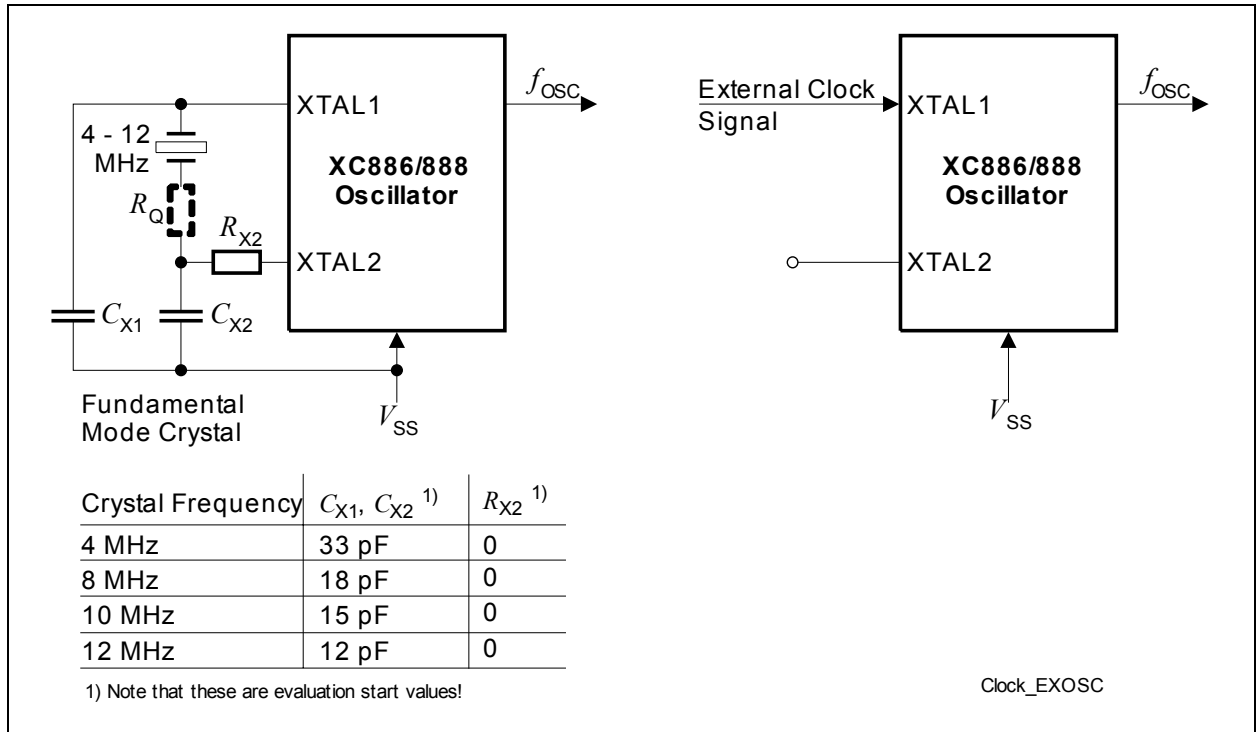 XTAL1
f_OSC
4 - 12
MHz
XC886/888
Oscillator
R_Q
R_X2
XTAL2
C_X1
C_X2
Fundamental
Mode Crystal
V_SS
External Clock
Signal
XTAL1
f_OSC
XC886/888
Oscillator
XTAL2
V_SS
Crystal Frequency C_X1, C_X2 1) R_X2 1)
4 MHz 33 pF 0
8 MHz 18 pF 0
10 MHz 15 pF 0
12 MHz 12 pF 0
1) Note that these are evaluation start values!
Clock_EXOSC